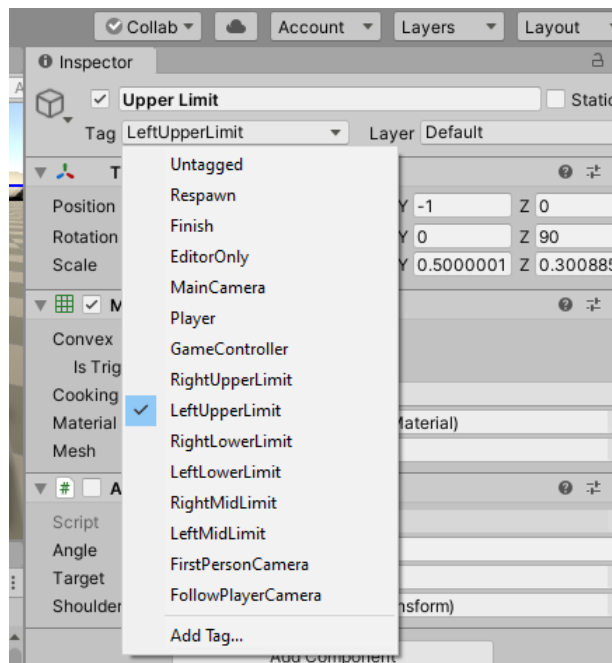 Collab Account Layers Layout
Inspector
Upper Limit Static
Tag LeftUpperLimit Layer Default
Untagged
Respawn
Position Y -1 Z 0
Finish
Rotation Y 0 Z 90
EditorOnly
Scale Y 0.5000001 Z 0.300885
MainCamera
M
Player
Convex
GameController
Is Trig
RightUpperLimit
Cooking
LeftUpperLimit
Material Material)
RightLowerLimit
Mesh
LeftLowerLimit
# A
RightMidLimit
Script
LeftMidLimit
Angle
FirstPersonCamera
Target
FollowPlayerCamera
Shoulder nsform)
Add Tag...
Add Component